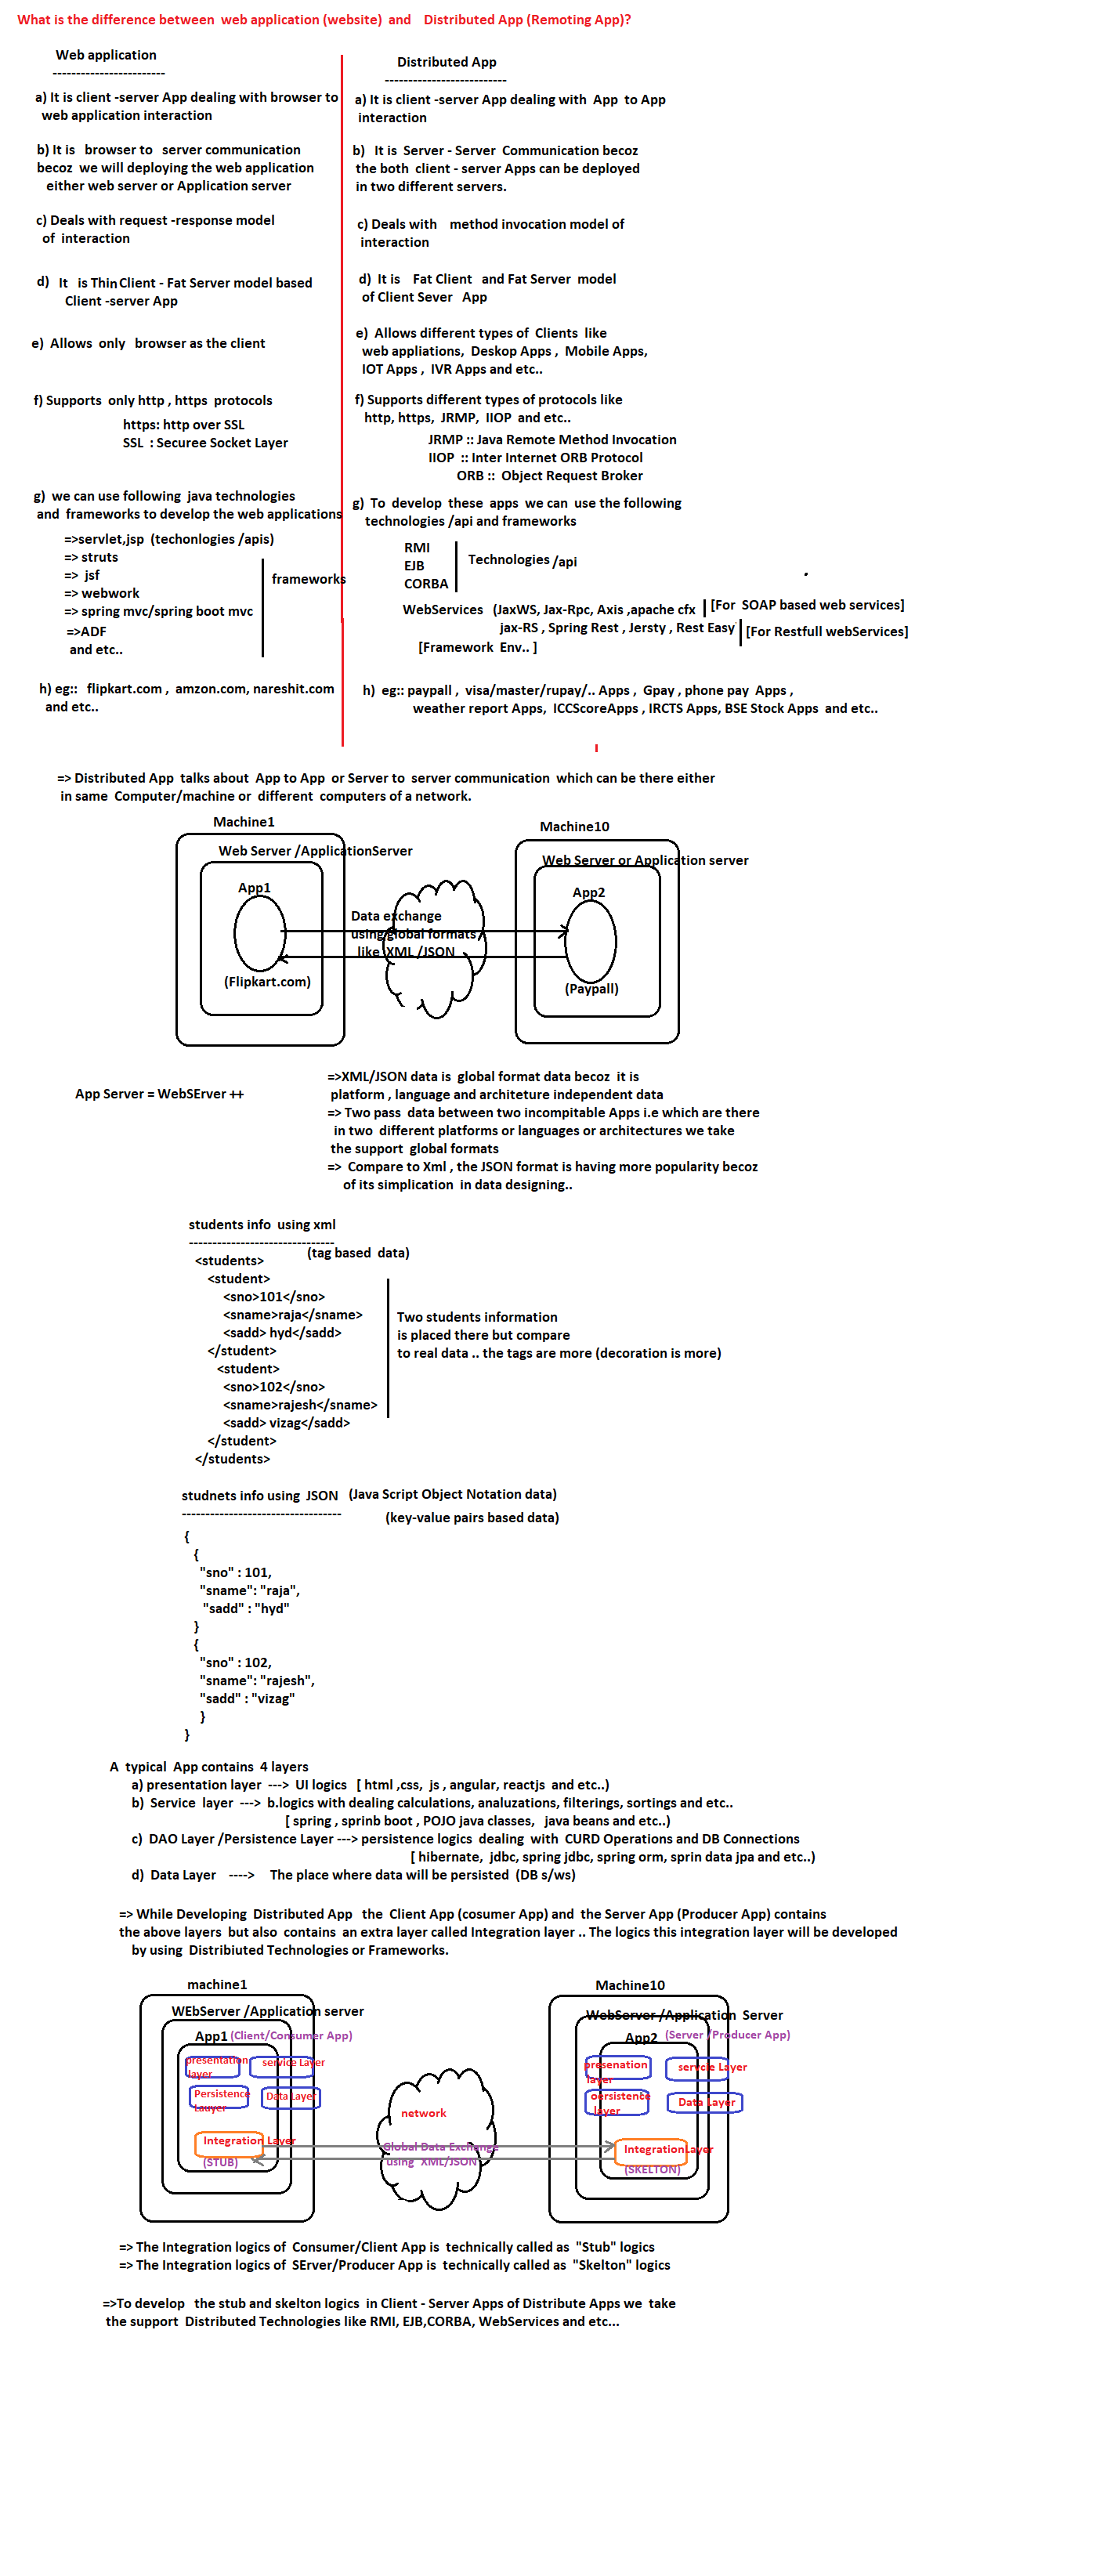 What is the difference between web application (website) and Distributed App (Remoting App)?
Web application
------------------------
a) It is client -server App dealing with browser to
web application interaction
b) It is browser to server communication
becoz we will deploying the web application
either web server or Application server
c) Deals with request -response model
of interaction
d) It is Thin Client - Fat Server model based
Client -server App
e) Allows only browser as the client
f) Supports only http , https protocols
https: http over SSL
SSL : Securee Socket Layer
g) we can use following java technologies
and frameworks to develop the web applications
=>servlet,jsp (techonlogies /apis)
=> struts
=> jsf
=> webwork
=> spring mvc/spring boot mvc
=>ADF
and etc..
frameworks
h) eg:: flipkart.com , amzon.com, nareshit.com
and etc..
Distributed App
--------------------------
a) It is client -server App dealing with App to App
interaction
b) It is Server - Server Communication becoz
the both client - server Apps can be deployed
in two different servers.
c) Deals with method invocation model of
interaction
d) It is Fat Client and Fat Server model
of Client Sever App
e) Allows different types of Clients like
web appliations, Deskop Apps , Mobile Apps,
IOT Apps , IVR Apps and etc..
f) Supports different types of protocols like
http, https, JRMP, IIOP and etc..
JRMP :: Java Remote Method Invocation
IIOP :: Inter Internet ORB Protocol
ORB :: Object Request Broker
g) To develop these apps we can use the following
technologies /api and frameworks
RMI
EJB
CORBA
Technologies /api
WebServices (JaxWS, Jax-Rpc, Axis ,apache cfx [For SOAP based web services]
jax-RS , Spring Rest , Jersty , Rest Easy [For Restfull webServices]
[Framework Env.. ]
h) eg:: paypall , visa/master/rupay/.. Apps , Gpay , phone pay Apps ,
weather report Apps, ICCScoreApps , IRCTS Apps, BSE Stock Apps and etc..
=> Distributed App talks about App to App or Server to server communication which can be there either
in same Computer/machine or different computers of a network.
Machine1
Web Server /ApplicationServer
App1
(Flipkart.com)
Data exchange
using global formats
like XML /JSON
Machine10
Web Server or Application server
App2
(Paypall)
App Server = WebSErver ++
=>XML/JSON data is global format data becoz it is
platform , language and architeture independent data
=> Two pass data between two incompitable Apps i.e which are there
in two different platforms or languages or architectures we take
the support global formats
=> Compare to Xml , the JSON format is having more popularity becoz
of its simplication in data designing..
students info using xml
-------------------------------
(tag based data)
<students>
<student>
<sno>101</sno>
<sname>raja</sname>
<sadd> hyd</sadd>
</student>
<student>
<sno>102</sno>
<sname>rajesh</sname>
<sadd> vizag</sadd>
</student>
</students>
Two students information
is placed there but compare
to real data .. the tags are more (decoration is more)
studnets info using JSON (Java Script Object Notation data)
----------------------------------
(key-value pairs based data)
{
{
"sno" : 101,
"sname": "raja",
"sadd" : "hyd"
}
{
"sno" : 102,
"sname": "rajesh",
"sadd" : "vizag"
}
}
A typical App contains 4 layers
a) presentation layer ---> UI logics [ html ,css, js , angular, reactjs and etc..)
b) Service layer ---> b.logics with dealing calculations, analuzations, filterings, sortings and etc..
[ spring , sprinb boot , POJO java classes, java beans and etc..)
c) DAO Layer /Persistence Layer ---> persistence logics dealing with CURD Operations and DB Connections
[ hibernate, jdbc, spring jdbc, spring orm, sprin data jpa and etc..)
d) Data Layer ----> The place where data will be persisted (DB s/ws)
=> While Developing Distributed App the Client App (cosumer App) and the Server App (Producer App) contains
the above layers but also contains an extra layer called Integration layer .. The logics this integration layer will be developed
by using Distribiuted Technologies or Frameworks.
machine1
WEbServer /Application server
App1 (Client/Consumer App)
presentation
layer
service Layer
Persistence
Lauyer
Data Layer
Integration Layer
(STUB)
network
Global Data Exchange
using XML/JSON
Machine10
WebServer /Application Server
App2 (Server /Producer App)
presenation
layer
servcie Layer
oersistence
layer
Data Layer
IntegrationLayer
(SKELTON)
=> The Integration logics of Consumer/Client App is technically called as "Stub" logics
=> The Integration logics of SErver/Producer App is technically called as "Skelton" logics
=>To develop the stub and skelton logics in Client - Server Apps of Distribute Apps we take
the support Distributed Technologies like RMI, EJB,CORBA, WebServices and etc...